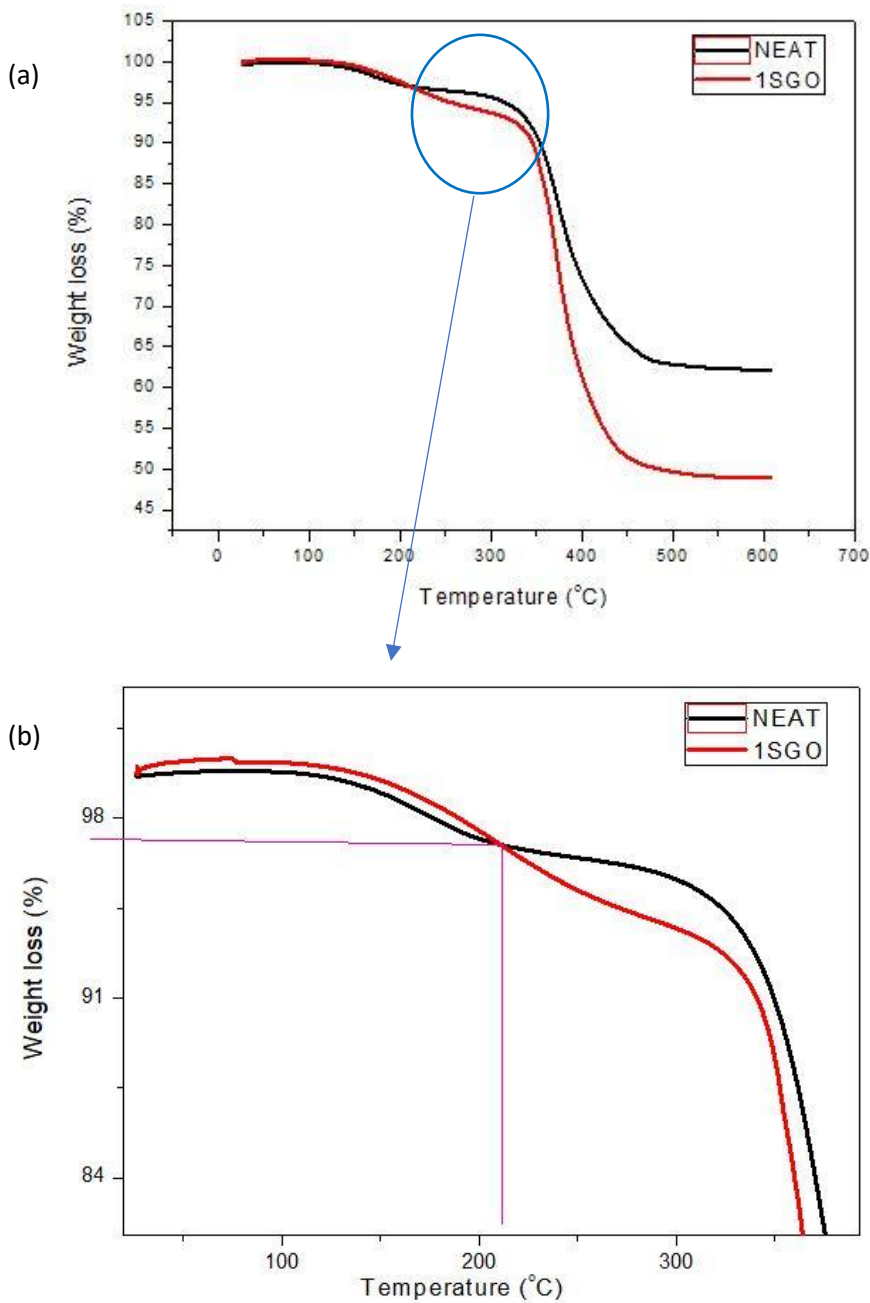 (a)
105
100
95
90
85
80
75
70
65
60
55
50
45
Weight loss (%)
NEAT
1SGO
0 100 200 300 400 500 600 700
Temperature (°C)
(b)
98
91
84
Weight loss (%)
NEAT
1SGO
100 200 300
Temperature (°C)